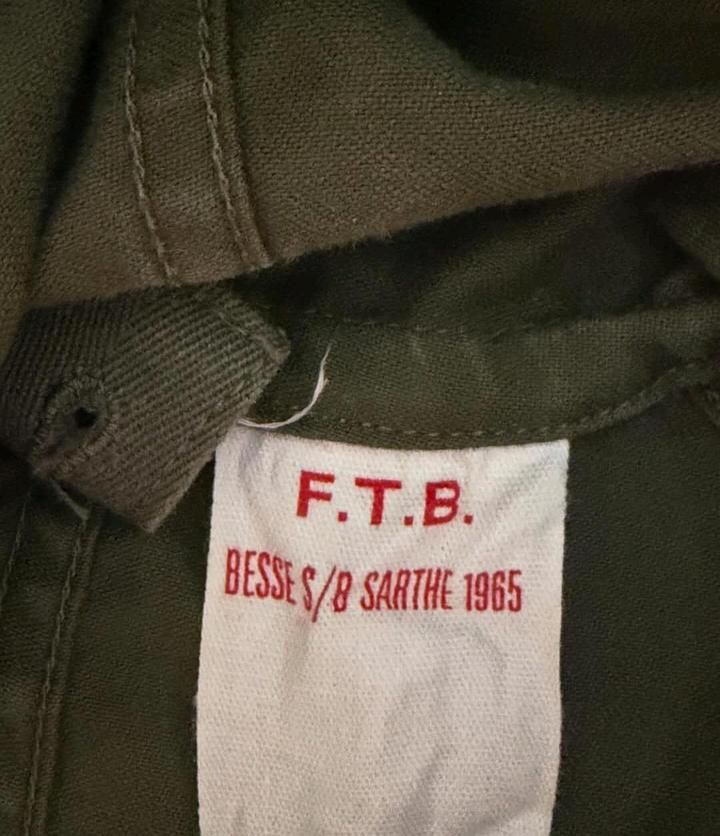 F.T.B.
BESSE S/B SARTHE 1965